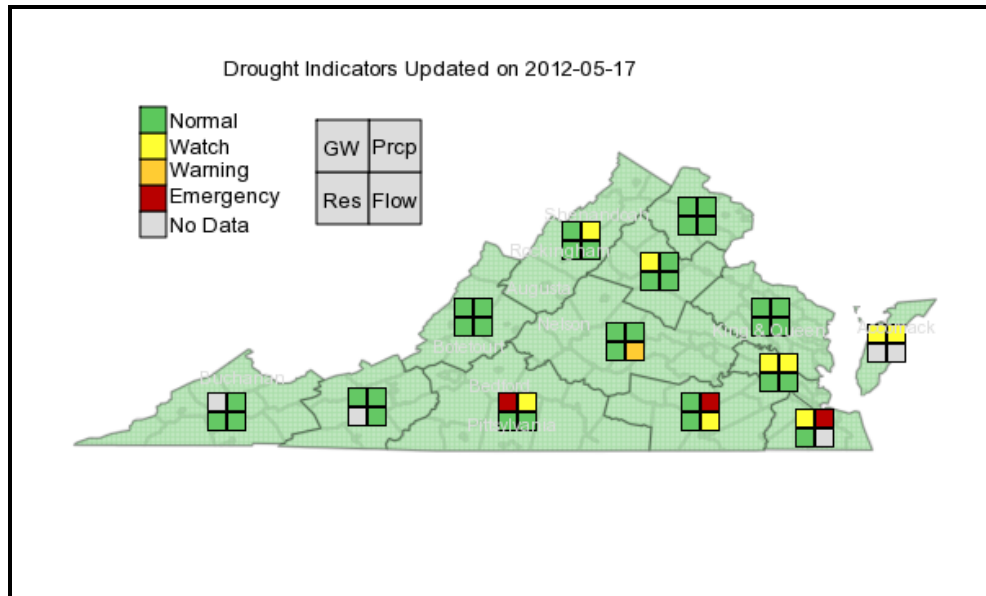 Drought Indicators Updated on 2012-05-17
Normal
Watch
Warning
Emergency
No Data
GW Prcp
Res Flow
Shenandoah
Rockingham
Augusta
Nelson
King & Queen
Accomack
Botetourt
Buchanan
Bedford
Pittsylvania